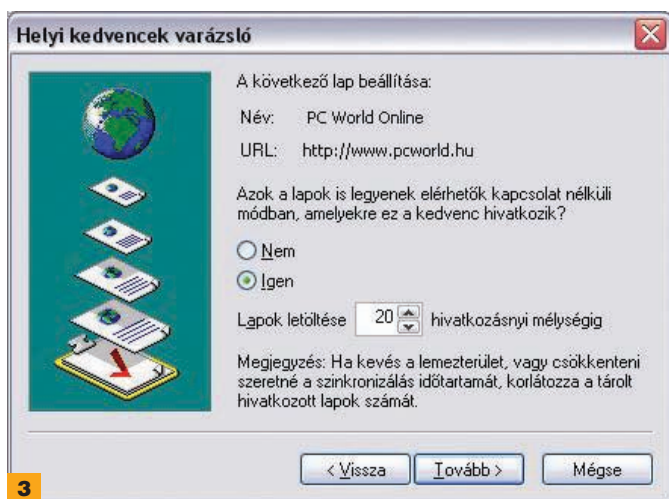 Helyi kedvencek varázsló
A következő lap beállítása:
Név: PC World Online
URL: http://www.pcworld.hu
Azok a lapok is legyenek elérhetők kapcsolat nélküli
módban, amelyekre ez a kedvenc hivatkozik?
Nem
Igen
Lapok letöltése 20 hivatkozásnyi mélységig
Megjegyzés: Ha kevés a lemezterület, vagy csökkenteni
szeretné a szinkronizálás időtartamát, korlátozza a tárolt
hivatkozott lapok számát.
< Vissza Tovább > Mégse
3